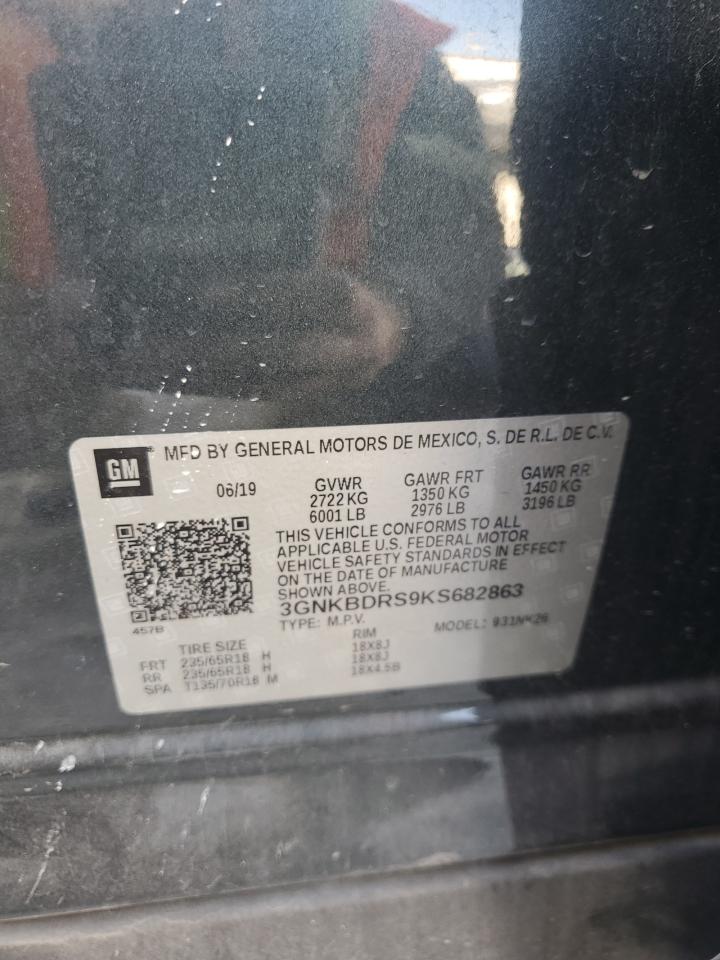 GM
MFD BY GENERAL MOTORS DE MEXICO, S. DE R.L. DE C.V.
06/19 GVWR GAWR FRT GAWR RR
2722 KG 1350 KG 1450 KG
6001 LB 2976 LB 3196 LB
THIS VEHICLE CONFORMS TO ALL
APPLICABLE U.S. FEDERAL MOTOR
VEHICLE SAFETY STANDARDS IN EFFECT
ON THE DATE OF MANUFACTURE
SHOWN ABOVE.
3GNKBDRS9KS682863
457B
TYPE: M.P.V. MODEL: 931NK26
TIRE SIZE RIM
FRT 235/65R18 H 18X8J
RR 235/65R18 H 18X8J
SPA T135/70R18 M 18X4.5B